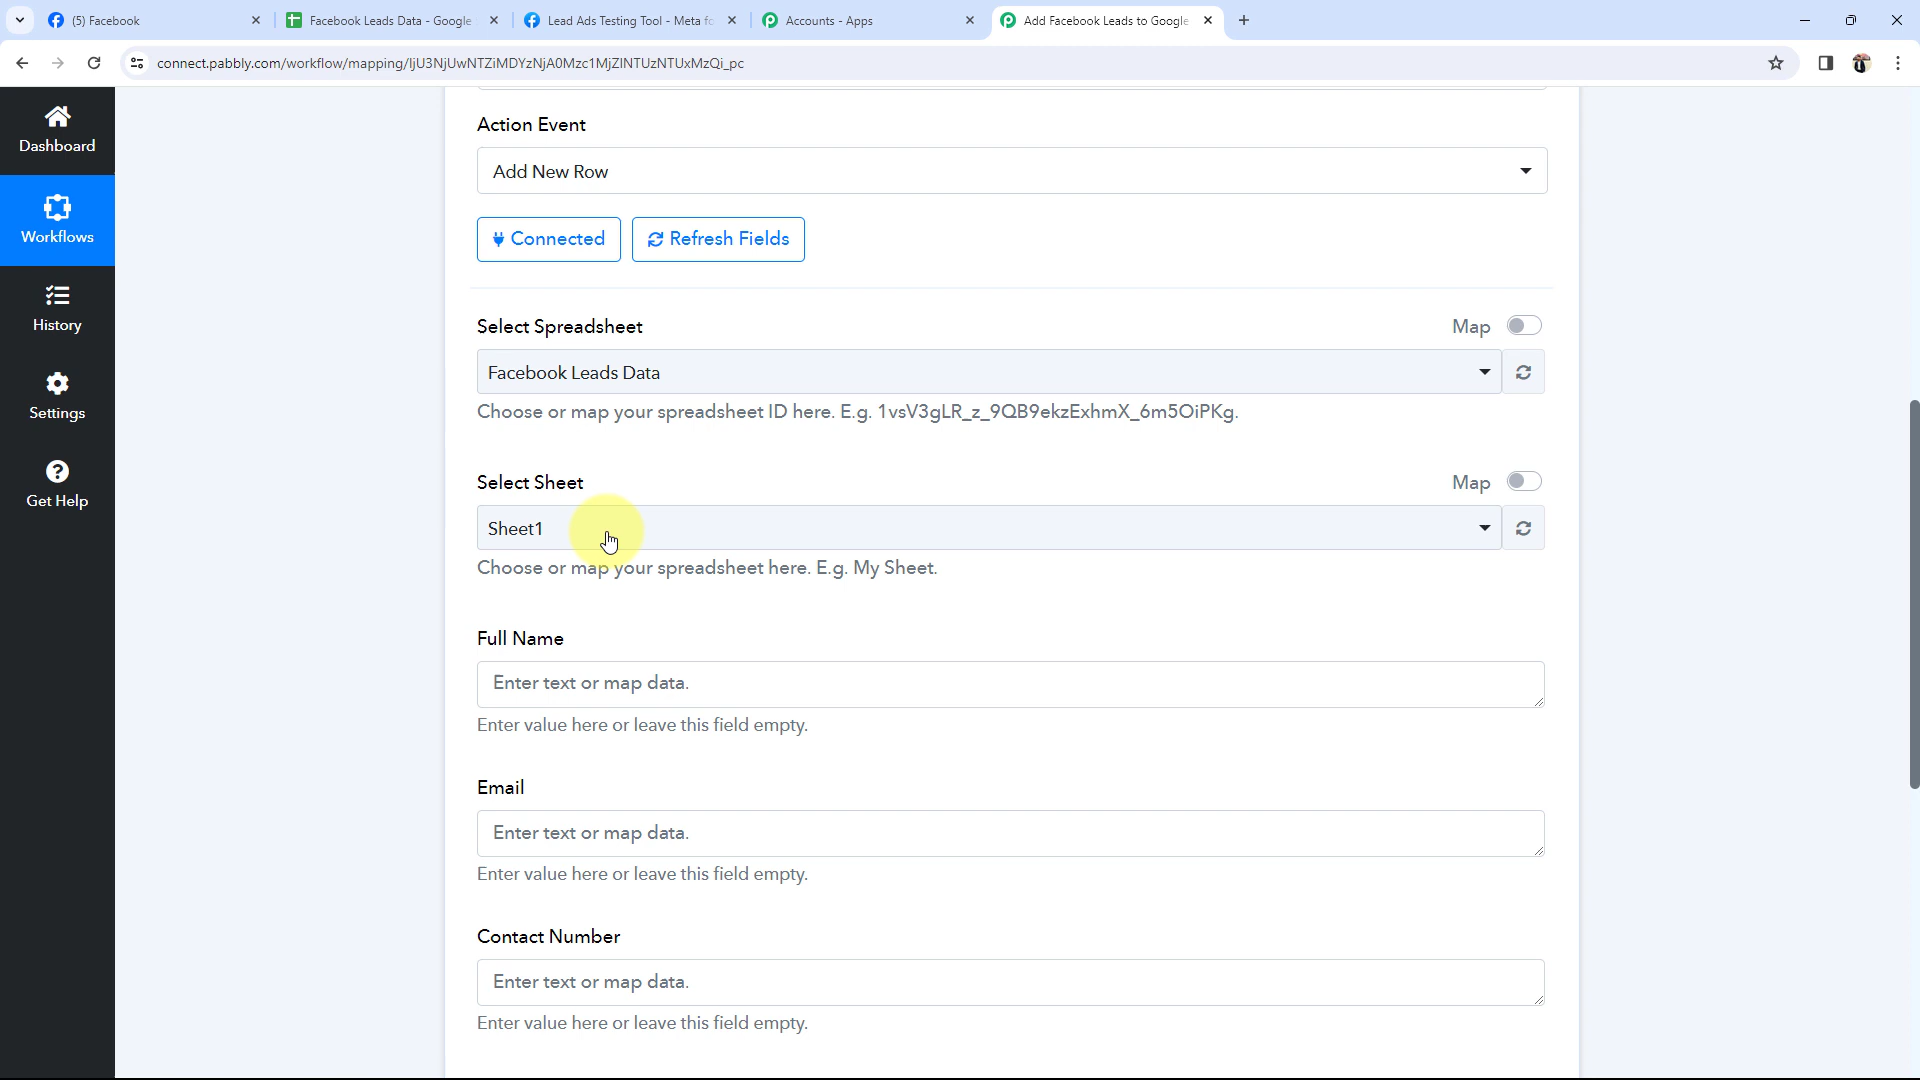 (5) Facebook
Facebook Leads Data - Google
Lead Ads Testing Tool - Meta fo
Accounts - Apps
Add Facebook Leads to Google
connect.pabbly.com/workflow/mapping/IjU3NjUwNTZiMDYzNjA0Mzc1MjZlNTUzNTUxMzQi_pc
Dashboard
Workflows
History
Settings
Get Help
Action Event
Add New Row
Connected
Refresh Fields
Select Spreadsheet
Map
Facebook Leads Data
Choose or map your spreadsheet ID here. E.g. 1vsV3gLR_z_9QB9ekzExhmX_6m5OiPKg.
Select Sheet
Map
Sheet1
Choose or map your spreadsheet here. E.g. My Sheet.
Full Name
Enter text or map data.
Enter value here or leave this field empty.
Email
Enter text or map data.
Enter value here or leave this field empty.
Contact Number
Enter text or map data.
Enter value here or leave this field empty.